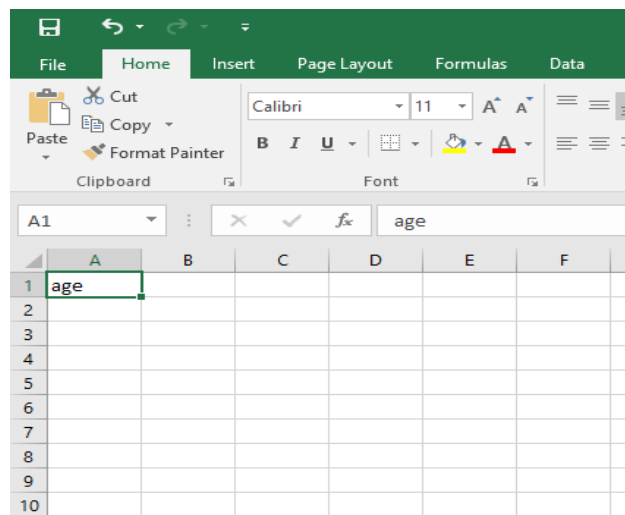 File Home Insert Page Layout Formulas Data
Cut
Copy
Format Painter
Paste
Clipboard
Calibri 11 A A
B I U A
Font
A1 fx age
A B C D E F
1 age
2
3
4
5
6
7
8
9
10